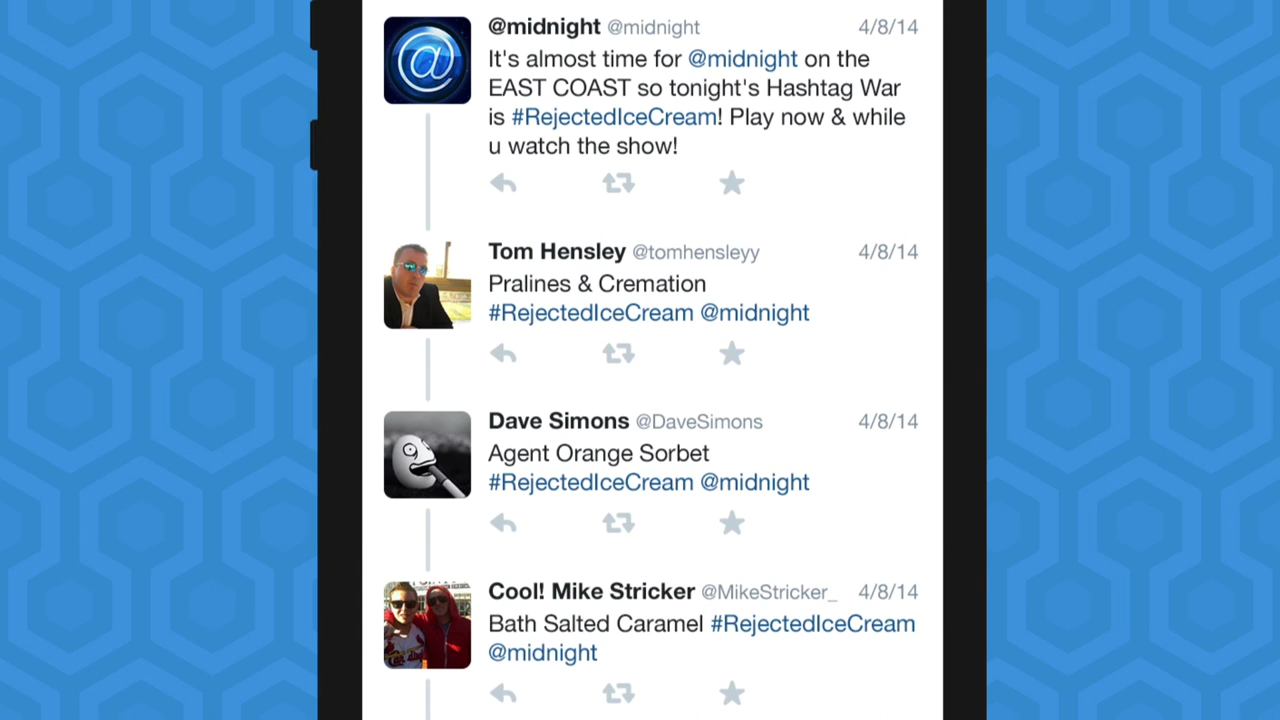 @midnight @midnight 4/8/14
It's almost time for @midnight on the
EAST COAST so tonight's Hashtag War
is #RejectedIceCream! Play now & while
u watch the show!
Tom Hensley @tomhensleyy 4/8/14
Pralines & Cremation
#RejectedIceCream @midnight
Dave Simons @DaveSimons 4/8/14
Agent Orange Sorbet
#RejectedIceCream @midnight
Cool! Mike Stricker @MikeStricker_ 4/8/14
Bath Salted Caramel #RejectedIceCream
@midnight